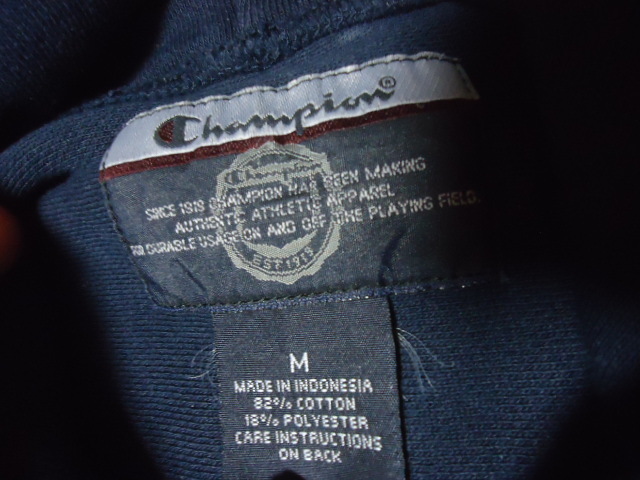 Champion®
Champion
SINCE 1919 CHAMPION HAS BEEN MAKING
AUTHENTIC ATHLETIC APPAREL
FOR DURABLE USAGE ON AND OFF THE PLAYING FIELD.
EST 1919
M
MADE IN INDONESIA
82% COTTON
18% POLYESTER
CARE INSTRUCTIONS
ON BACK